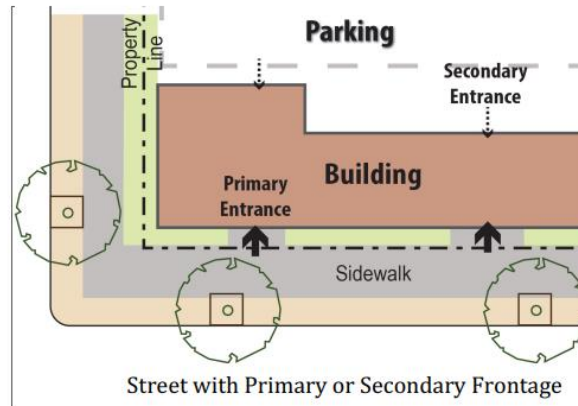 Parking
Property
Line
Secondary
Entrance
Primary
Entrance
Building
Sidewalk
Street with Primary or Secondary Frontage